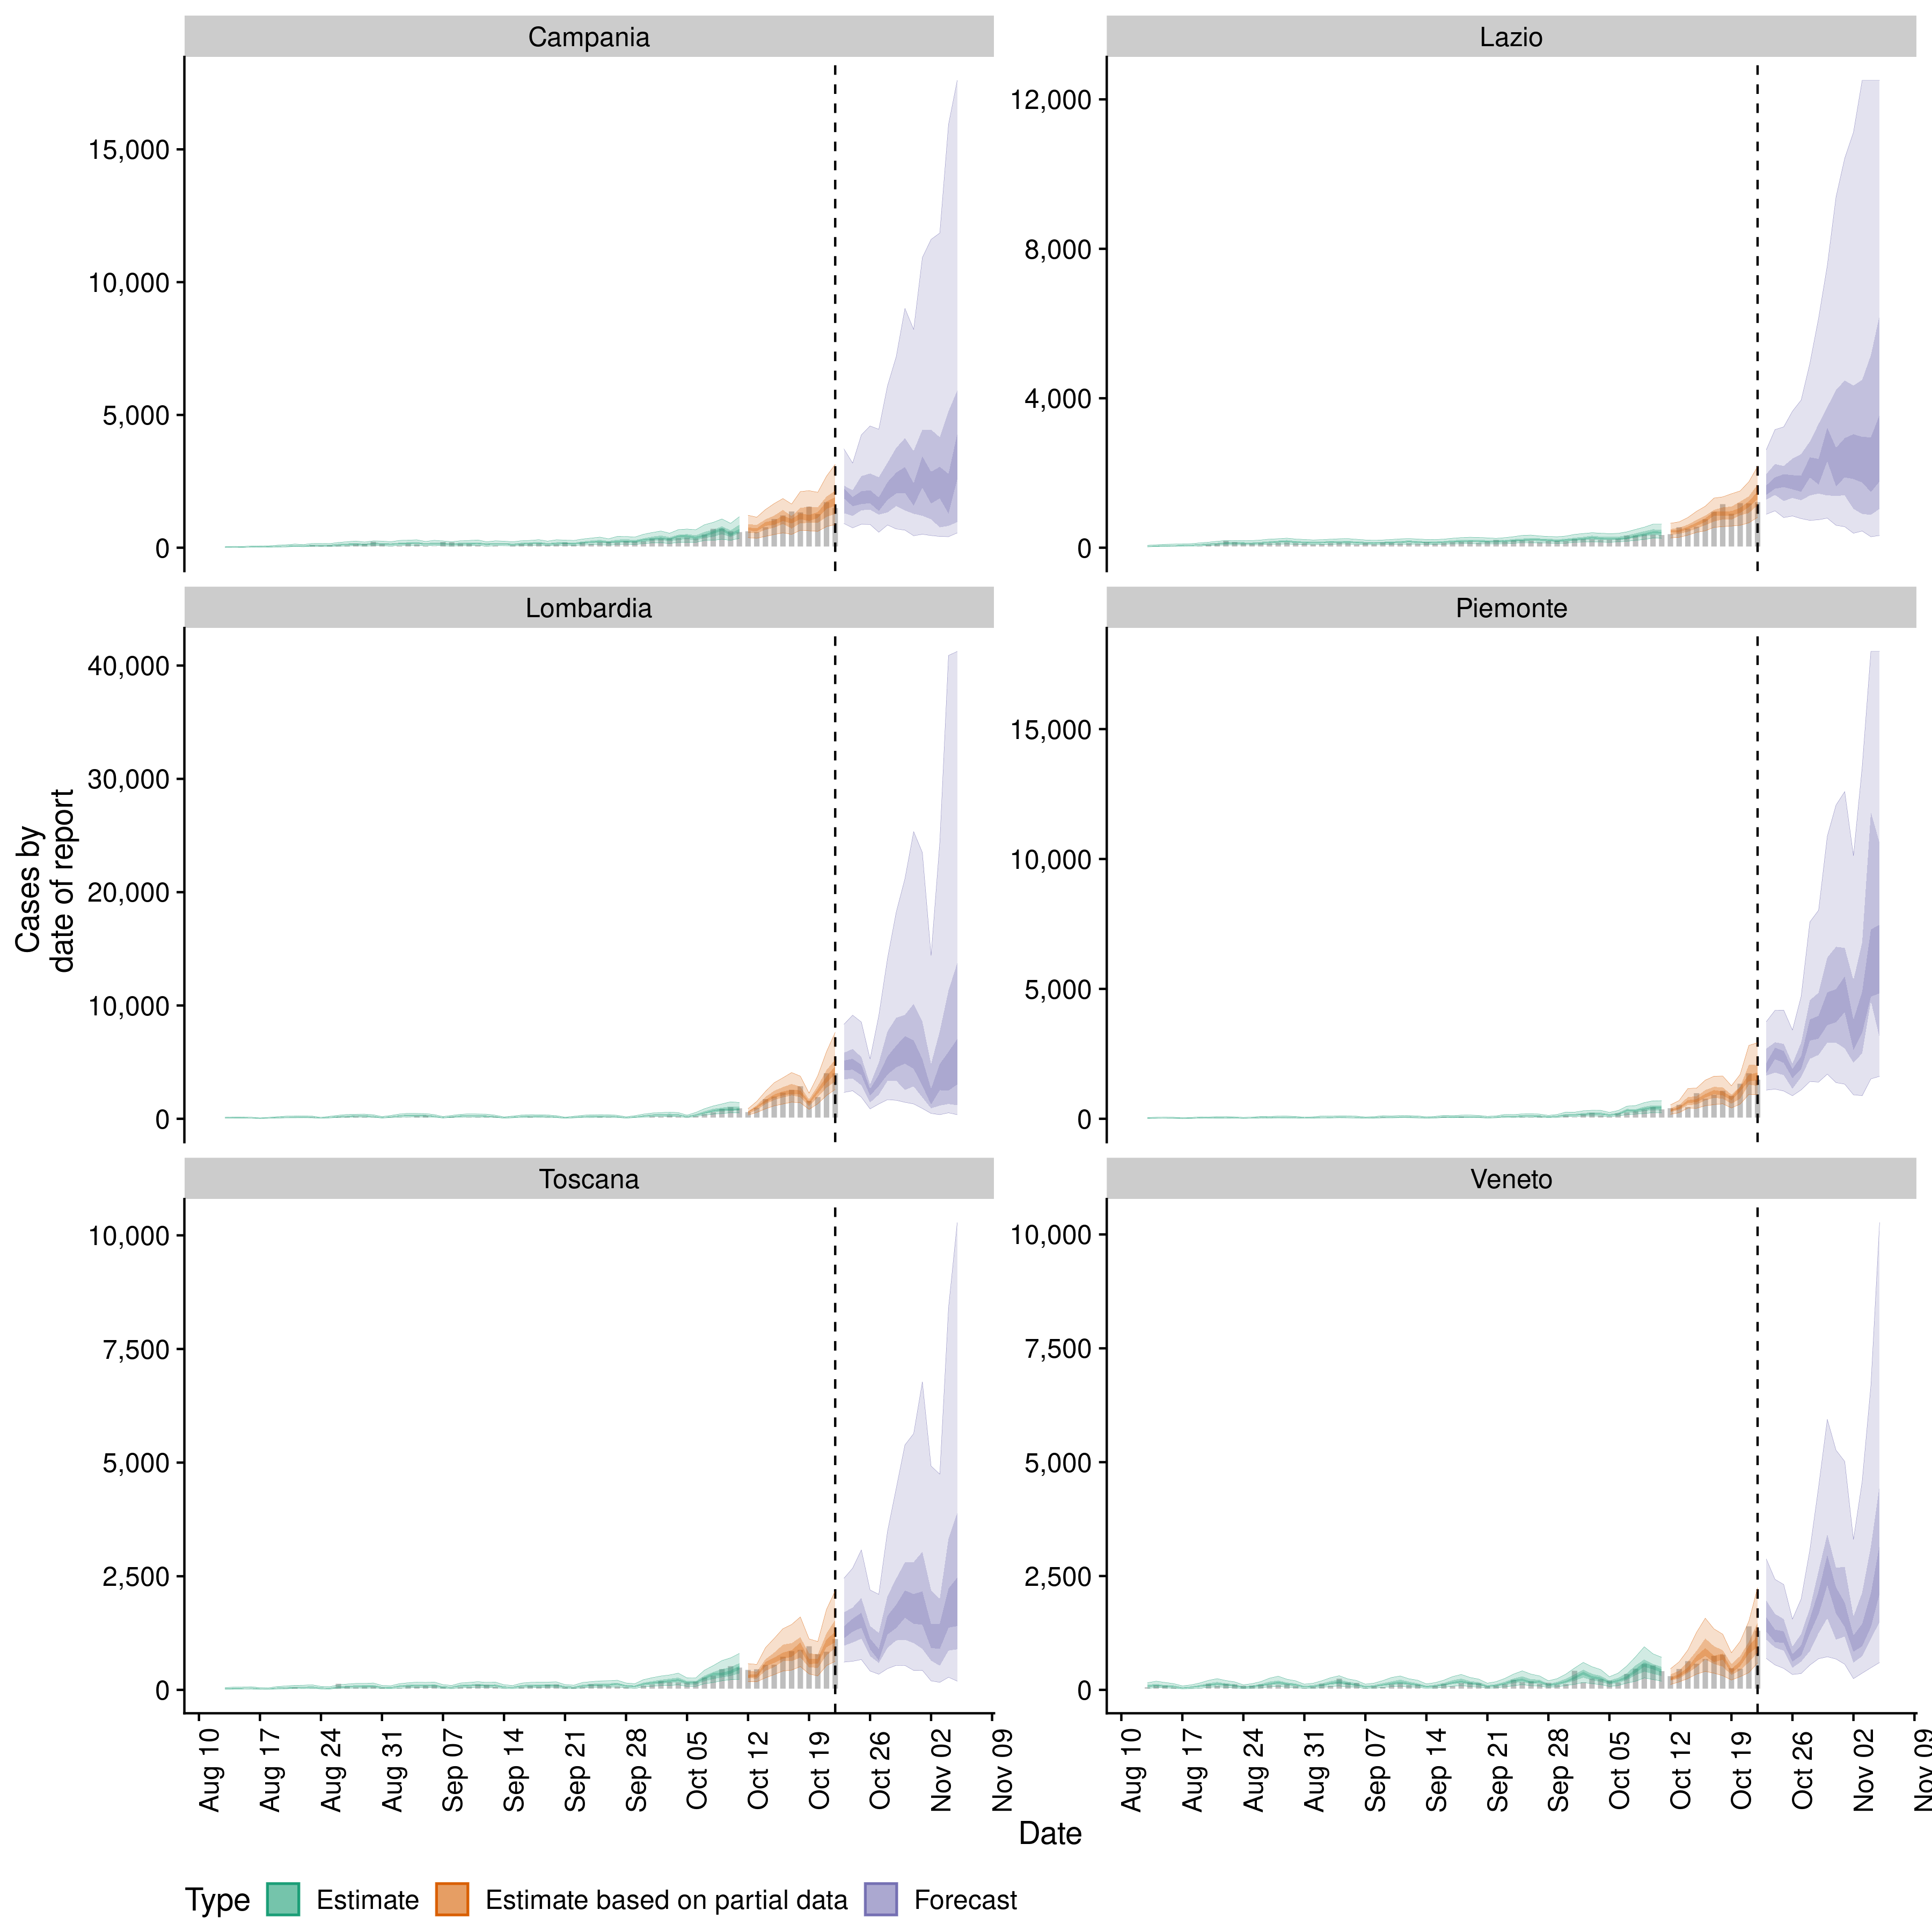 Campania
Lazio
15,000
10,000
5,000
0
12,000
8,000
4,000
0
Lombardia
Piemonte
40,000
30,000
20,000
10,000
0
15,000
10,000
5,000
0
Cases by
date of report
Toscana
Veneto
10,000
7,500
5,000
2,500
0
10,000
7,500
5,000
2,500
0
Aug 10
Aug 17
Aug 24
Aug 31
Sep 07
Sep 14
Sep 21
Sep 28
Oct 05
Oct 12
Oct 19
Oct 26
Nov 02
Nov 09
Aug 10
Aug 17
Aug 24
Aug 31
Sep 07
Sep 14
Sep 21
Sep 28
Oct 05
Oct 12
Oct 19
Oct 26
Nov 02
Nov 09
Date
Type Estimate Estimate based on partial data Forecast